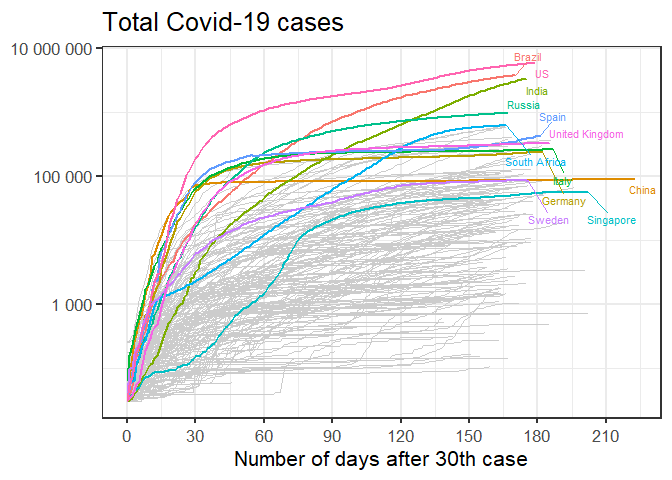 Total Covid-19 cases
10 000 000
100 000
1 000
Brazil
US
India
Russia
Spain
United Kingdom
South Africa
Italy
China
Germany
Sweden
Singapore
0 30 60 90 120 150 180 210
Number of days after 30th case